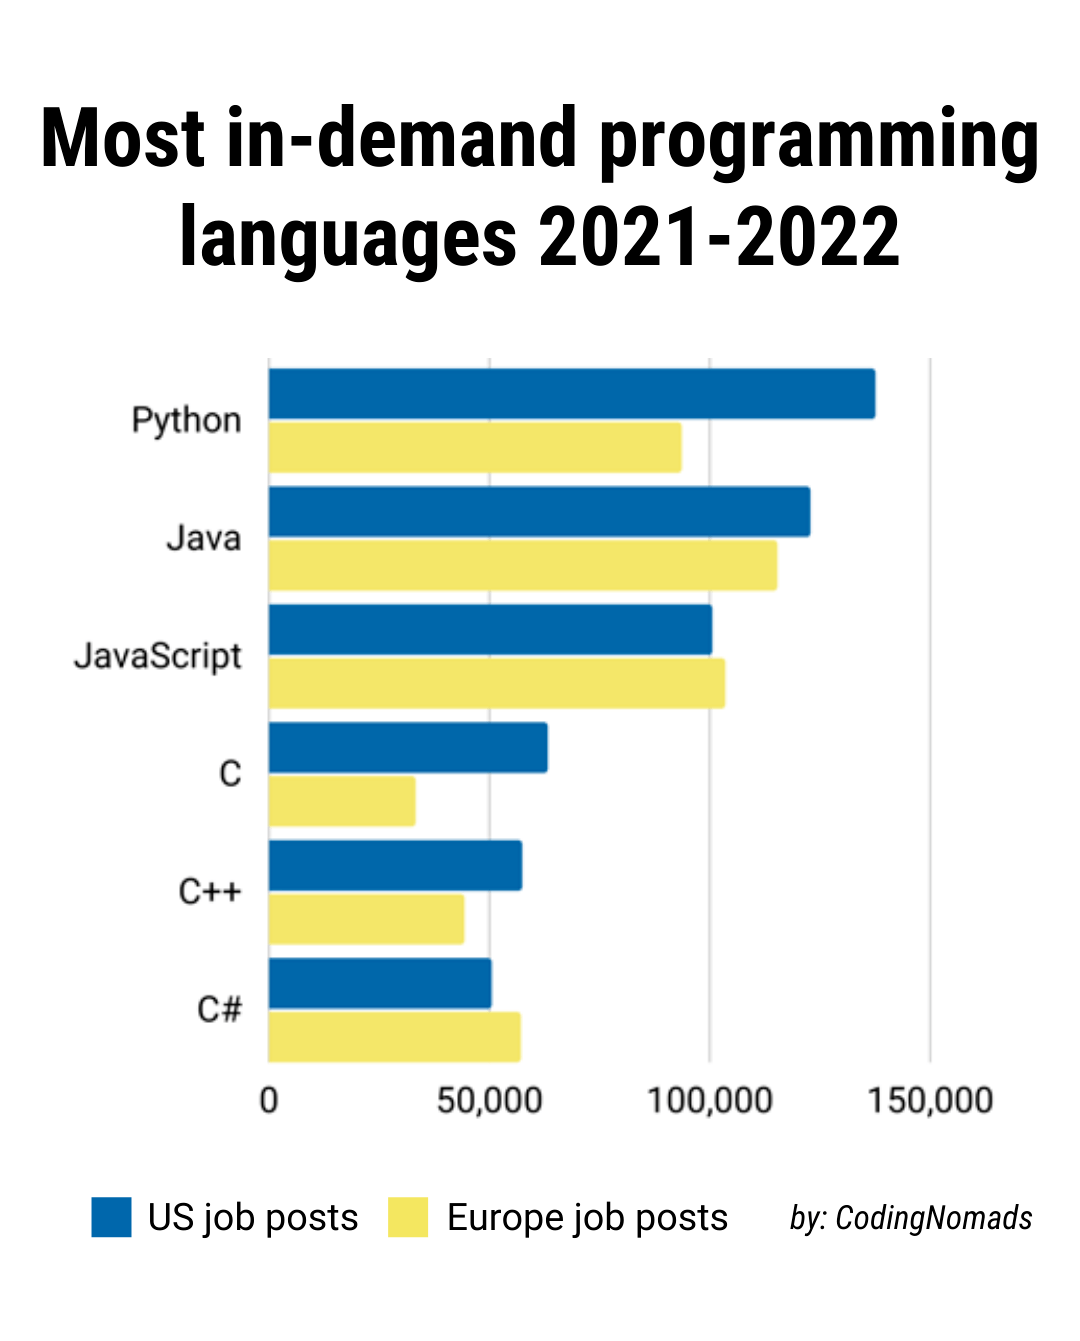 Most in-demand programming
languages 2021-2022
Python
Java
JavaScript
C
C++
C#
0 50,000 100,000 150,000
US job posts Europe job posts by: CodingNomads